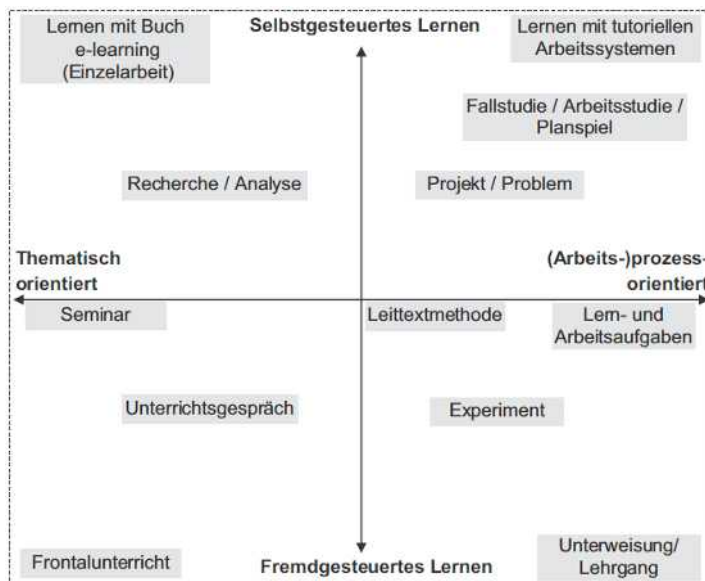 Lernen mit Buch
e-learning
(Einzelarbeit)
Selbstgesteuertes Lernen
Lernen mit tutoriellen
Arbeitssystemen
Fallstudie / Arbeitsstudie /
Planspiel
Recherche / Analyse
Projekt / Problem
Thematisch
orientiert
(Arbeits-)prozess-
orientiert
Seminar
Leittextmethode
Lern- und
Arbeitsaufgaben
Unterrichtsgespräch
Experiment
Frontalunterricht
Fremdgesteuertes Lernen
Unterweisung/
Lehrgang